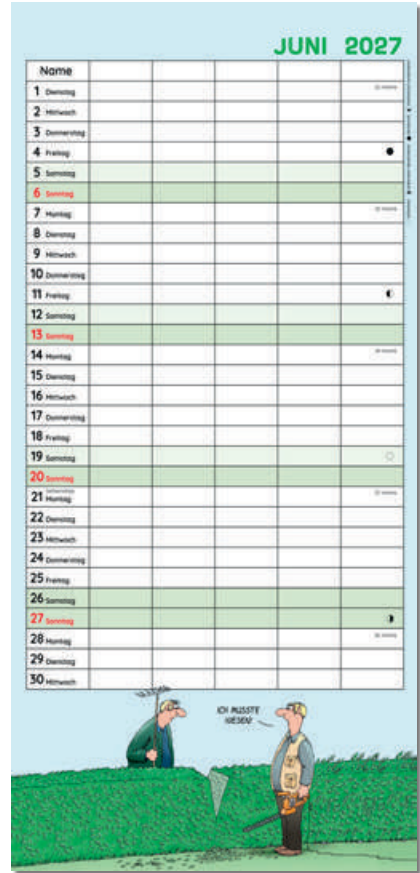 JUNI 2027
Name
1 Dienstag
2 Mittwoch
3 Donnerstag
4 Freitag
5 Samstag
6 Sonntag
7 Montag
8 Dienstag
9 Mittwoch
10 Donnerstag
11 Freitag
12 Samstag
13 Sonntag
14 Montag
15 Dienstag
16 Mittwoch
17 Donnerstag
18 Freitag
19 Samstag
20 Sonntag
21 Montag
22 Dienstag
23 Mittwoch
24 Donnerstag
25 Freitag
26 Samstag
27 Sonntag
28 Montag
29 Dienstag
30 Mittwoch
ICH MUSSTE
NIESEN!